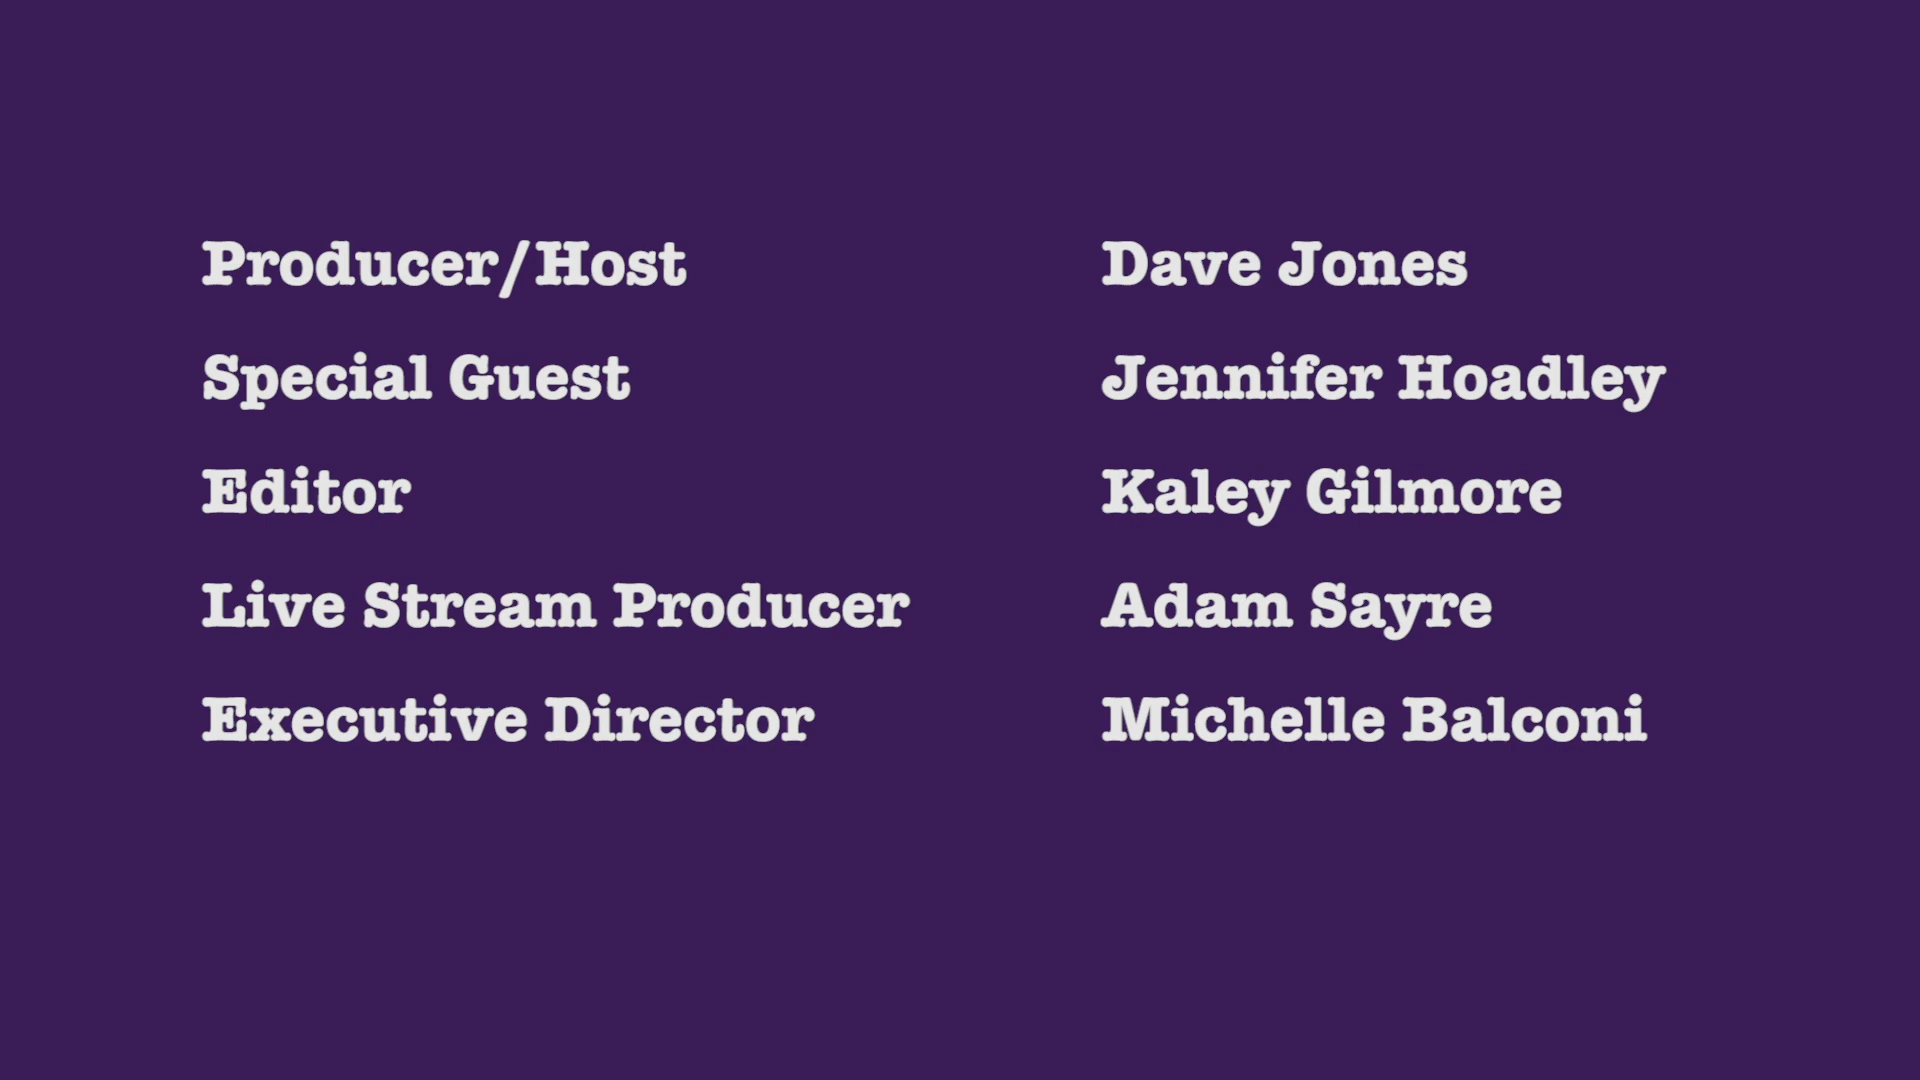 Producer/Host Dave Jones
Special Guest Jennifer Hoadley
Editor Kaley Gilmore
Live Stream Producer Adam Sayre
Executive Director Michelle Balconi